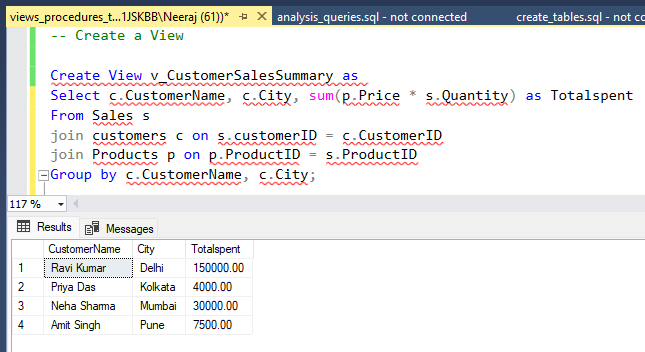 views_procedures_t...1JSKBB\Neeraj (61))* analysis_queries.sql - not connected create_tables.sql - not co
-- Create a View
Create View v_CustomerSalesSummary as
Select c.CustomerName, c.City, sum(p.Price * s.Quantity) as Totalspent
From Sales s
join customers c on s.customerID = c.CustomerID
join Products p on p.ProductID = s.ProductID
Group by c.CustomerName, c.City;
117 %
Results Messages
CustomerName City Totalspent
1 Ravi Kumar Delhi 150000.00
2 Priya Das Kolkata 4000.00
3 Neha Sharma Mumbai 30000.00
4 Amit Singh Pune 7500.00